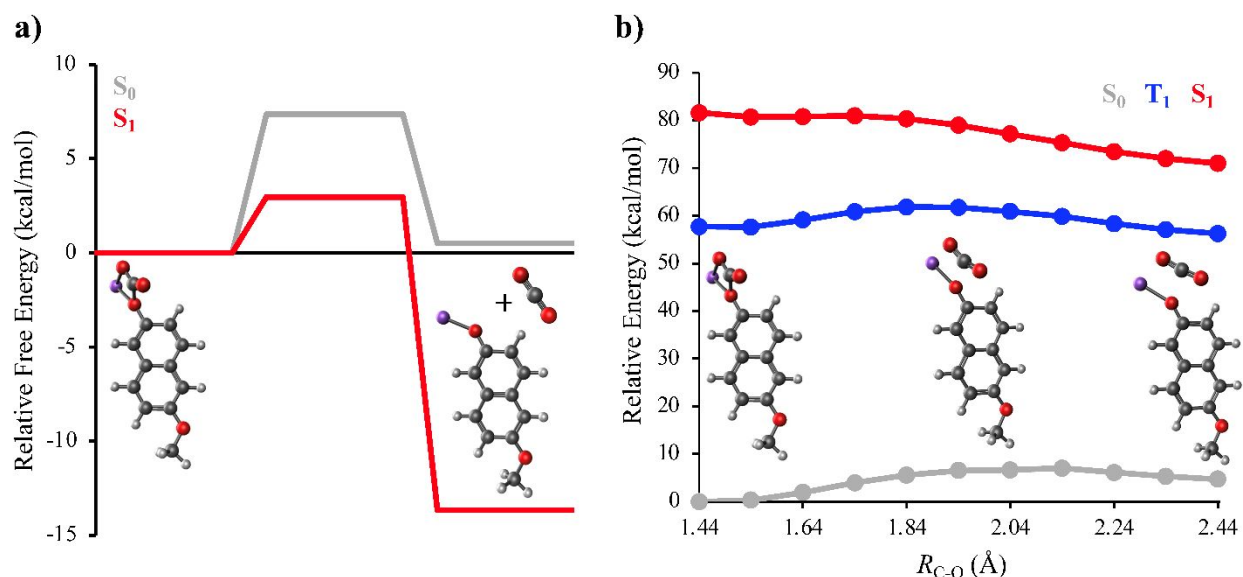 a)
S₀
S₁
Relative Free Energy (kcal/mol)
10
5
0
-5
-10
-15
+
b)
S₀ T₁ S₁
Relative Energy (kcal/mol)
90
80
70
60
50
40
30
20
10
0
1.44 1.64 1.84 2.04 2.24 2.44
R_C-O (Å)